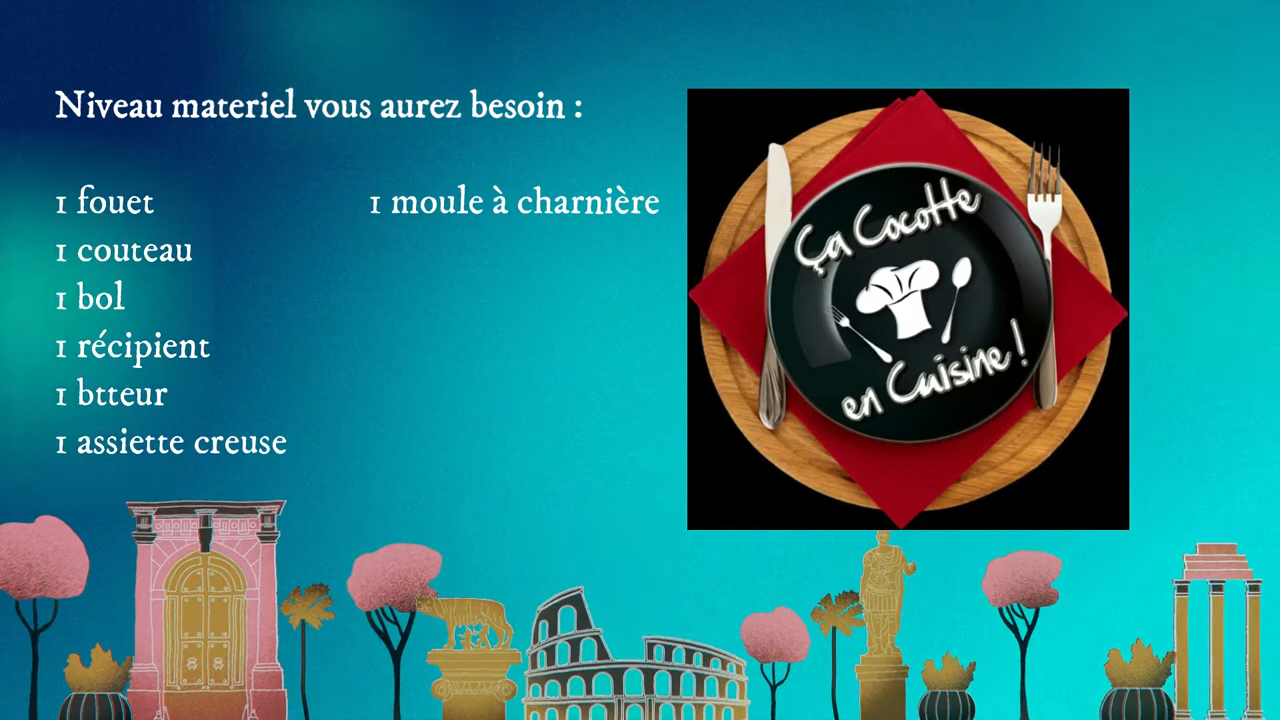 Niveau materiel vous aurez besoin :
1 fouet
1 couteau
1 bol
1 récipient
1 btteur
1 assiette creuse
1 moule à charnière
Ça Cocotte
en Cuisine !